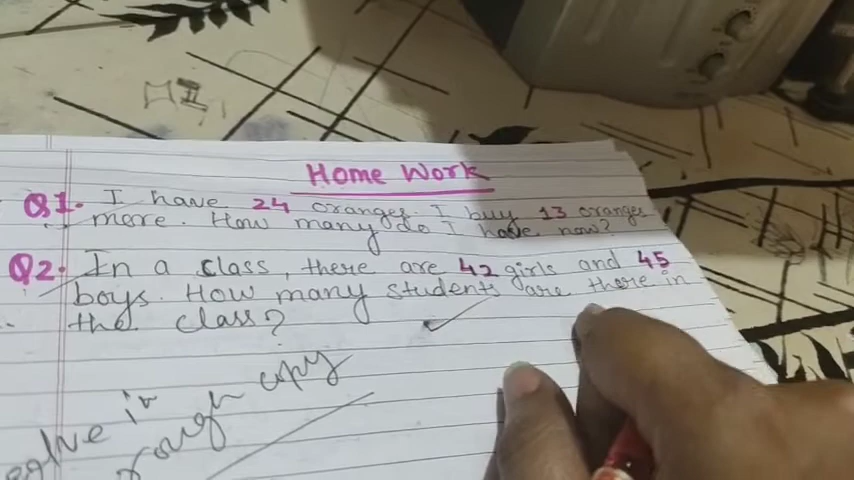 Home Work
Q1. I have 24 oranges. I buy 13 oranges
more. How many do I have now?
Q2. In a class, there are 42 girls and 45
boys. How many students are there in
the class?
solve in
rough copy